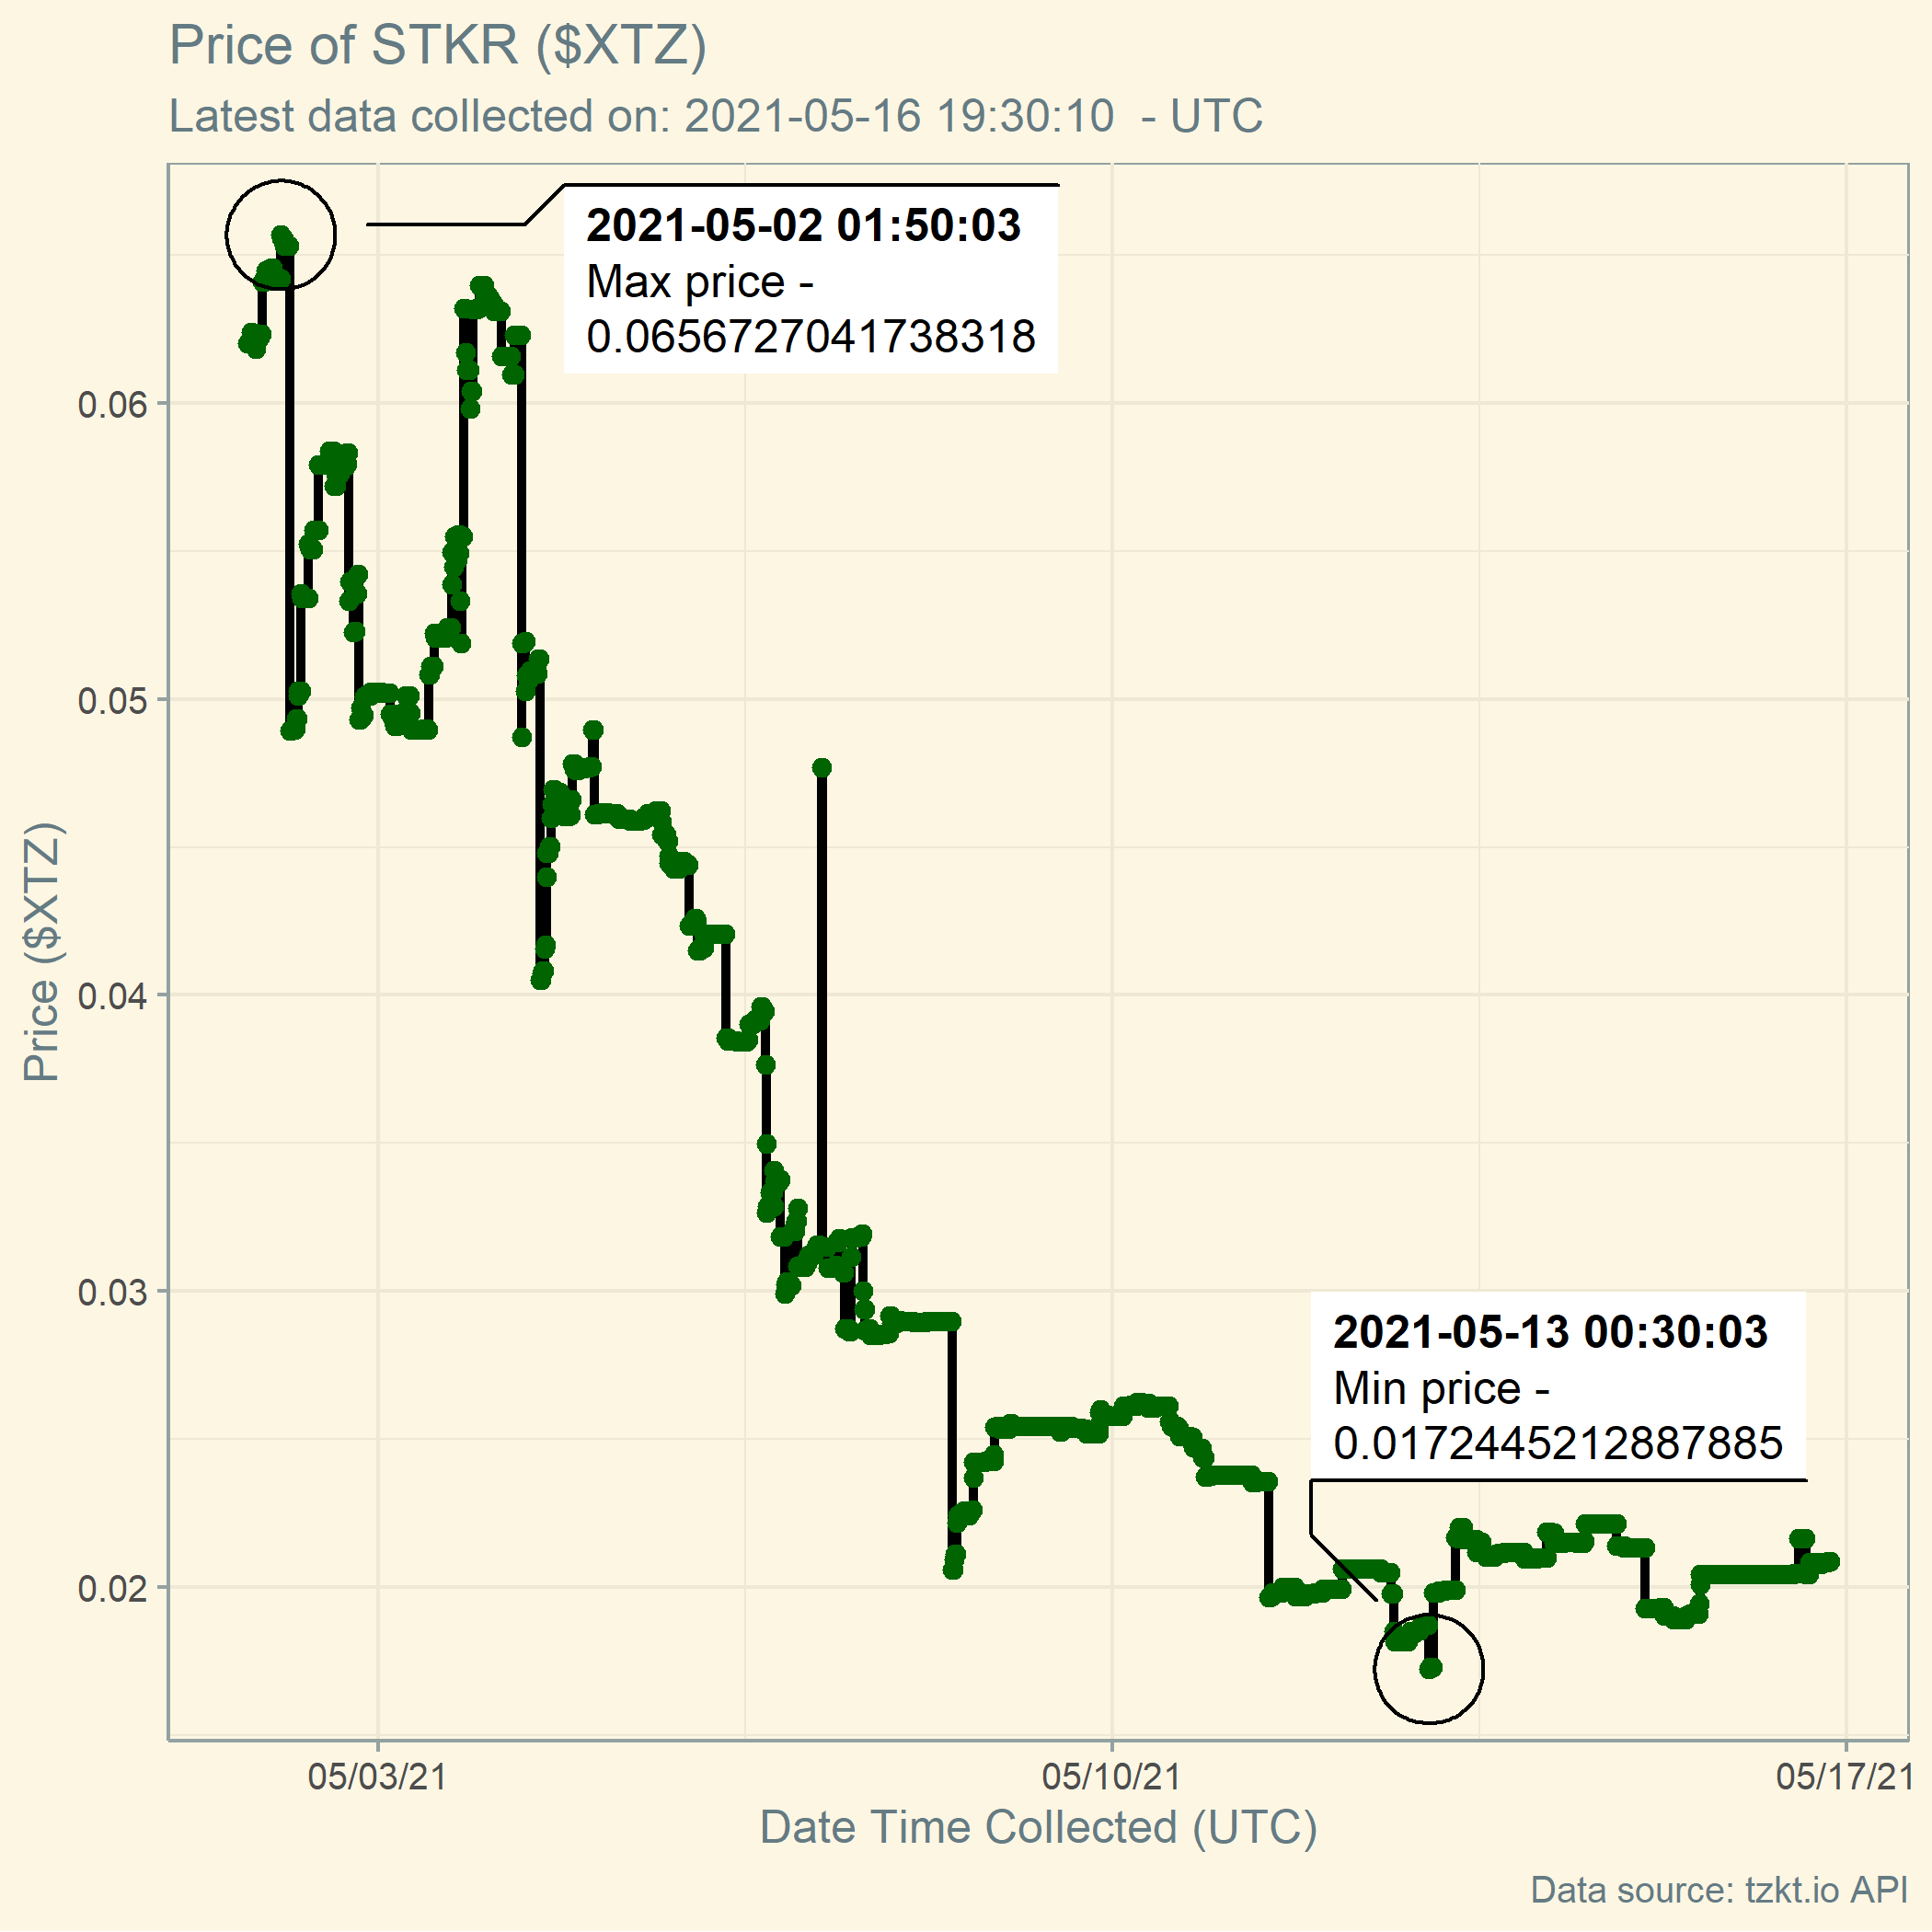 Price of STKR ($XTZ)
Latest data collected on: 2021-05-16 19:30:10  - UTC
2021-05-02 01:50:03
Max price -
0.0656727041738318
0.06
0.05
0.04
0.03
0.02
Price ($XTZ)
2021-05-13 00:30:03
Min price -
0.0172445212887885
05/03/21
05/10/21
05/17/21
Date Time Collected (UTC)
Data source: tzkt.io API